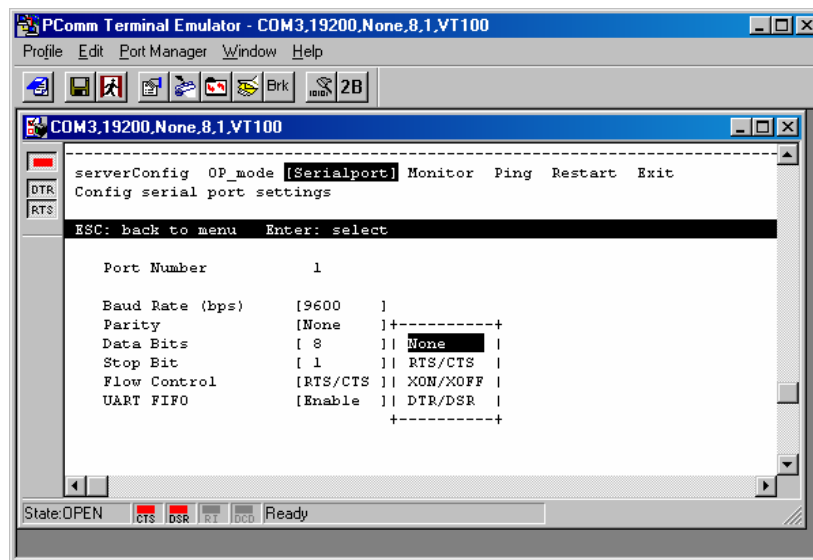 PComm Terminal Emulator - COM3,19200,None,8,1,VT100
Profile Edit Port Manager Window Help
Brk 2B
COM3,19200,None,8,1,VT100
DTR
RTS
serverConfig OP_mode [Serialport] Monitor Ping Restart Exit
Config serial port settings
ESC: back to menu Enter: select
Port Number 1
Baud Rate (bps) [9600 ]
Parity [None ]+----------+
Data Bits [ 8 ]| None |
Stop Bit [ 1 ]| RTS/CTS |
Flow Control [RTS/CTS ]| XON/XOFF |
UART FIFO [Enable ]| DTR/DSR |
+----------+
State:OPEN CTS DSR RI DCD Ready